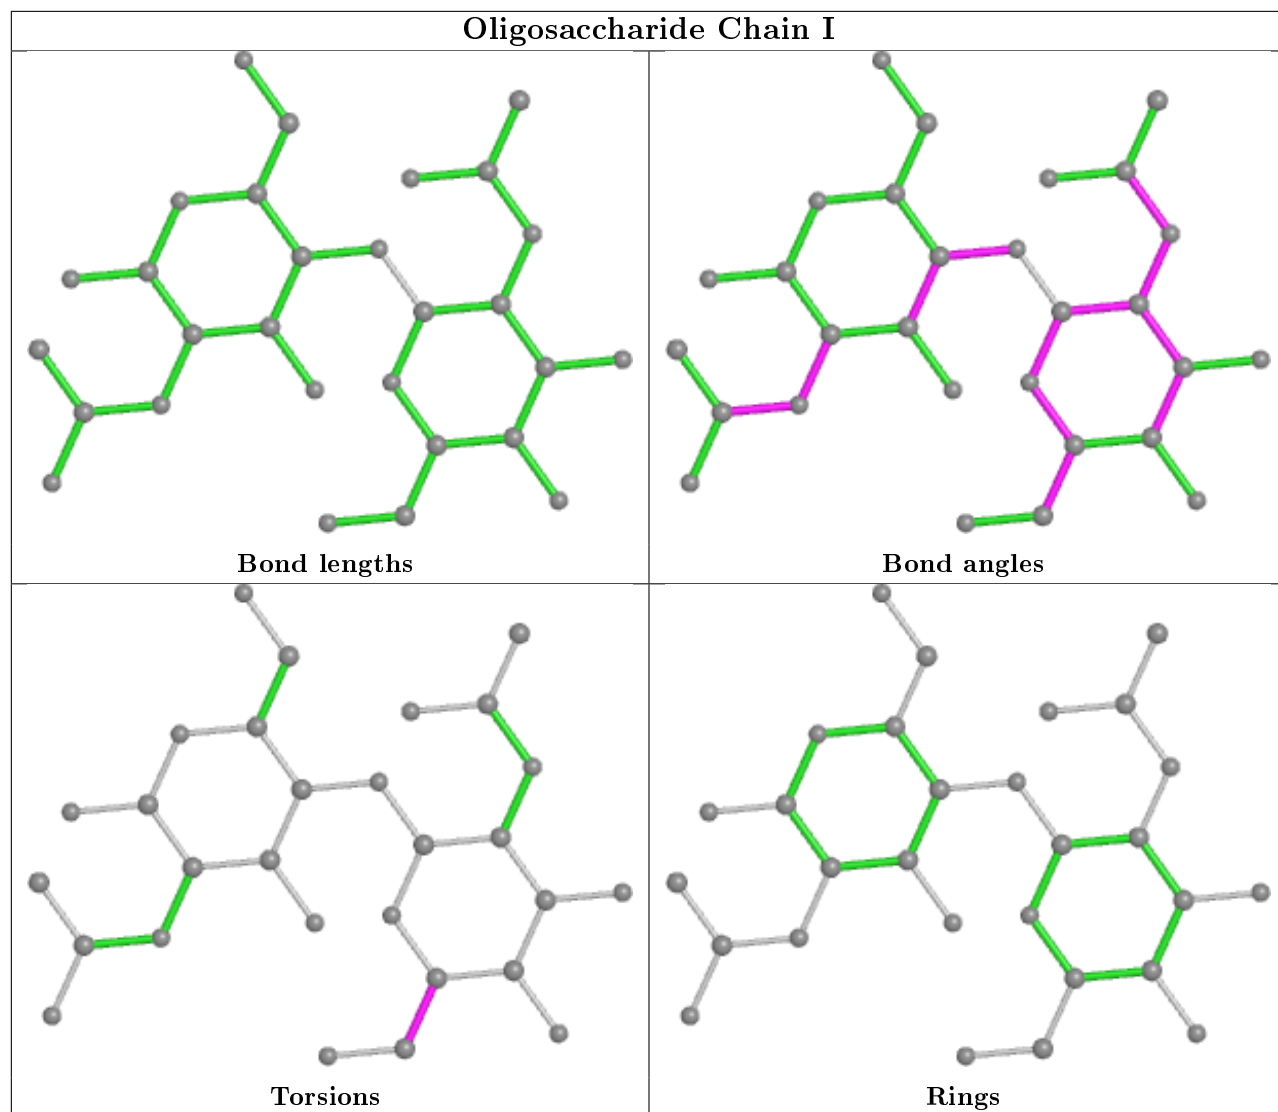 Oligosaccharide Chain I
Bond lengths
Bond angles
Torsions
Rings